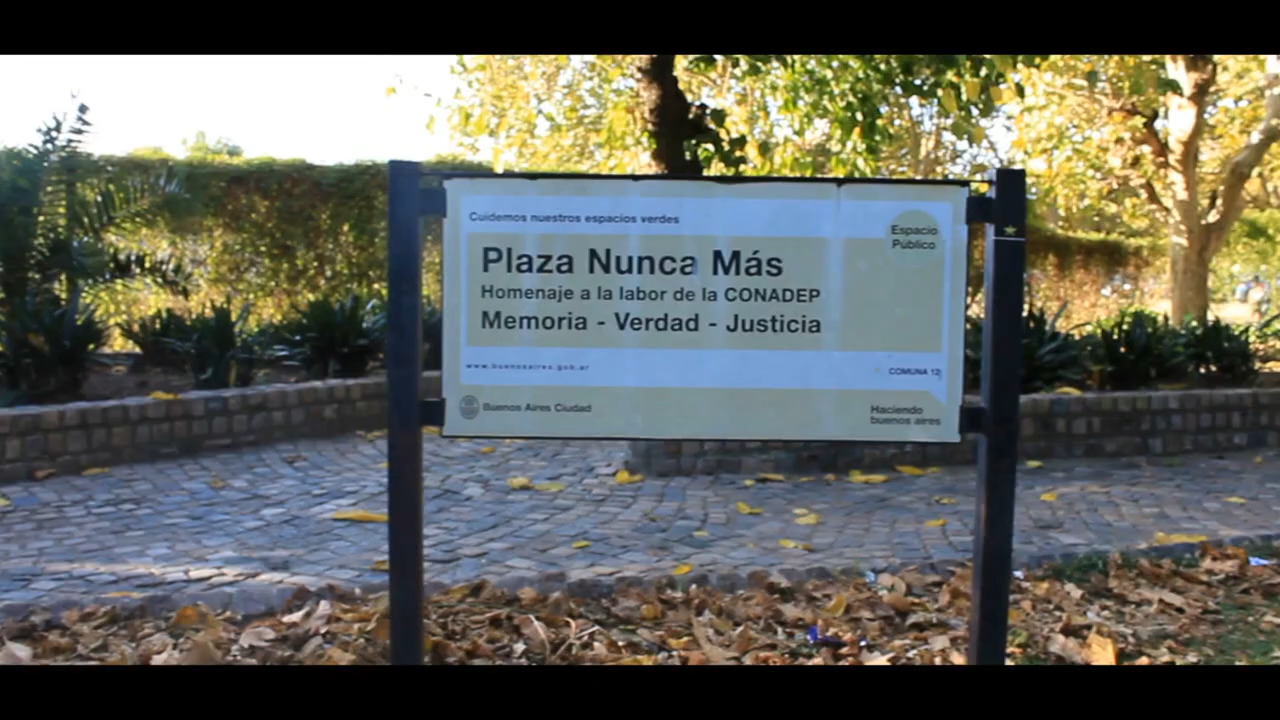 Cuidemos nuestros espacios verdes
Espacio
Público
Plaza Nunca Más
Homenaje a la labor de la CONADEP
Memoria - Verdad - Justicia
www.buenosaires.gob.ar
COMUNA 12
Buenos Aires Ciudad
Haciendo
buenos aires